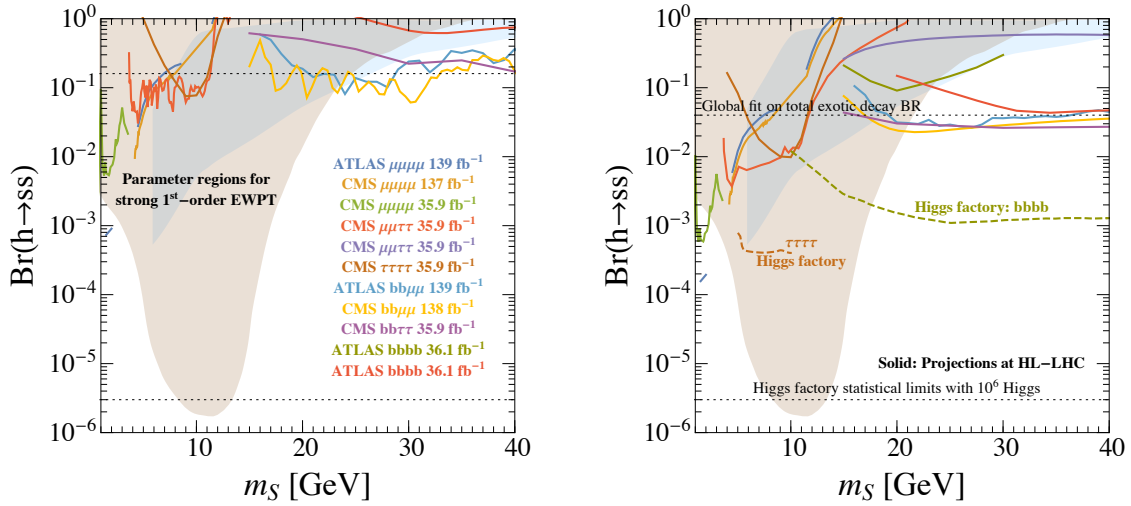 Br(h→ss)
10⁰
10⁻¹
10⁻²
10⁻³
10⁻⁴
10⁻⁵
10⁻⁶
Parameter regions for
strong 1ˢᵗ−order EWPT
ATLAS μμμμ 139 fb⁻¹
CMS μμμμ 137 fb⁻¹
CMS μμμμ 35.9 fb⁻¹
CMS μμττ 35.9 fb⁻¹
CMS μμττ 35.9 fb⁻¹
CMS ττττ 35.9 fb⁻¹
ATLAS bbμμ 139 fb⁻¹
CMS bbμμ 138 fb⁻¹
CMS bbττ 35.9 fb⁻¹
ATLAS bbbb 36.1 fb⁻¹
ATLAS bbbb 36.1 fb⁻¹
10 20 30 40
m_S [GeV]
Br(h→ss)
10⁰
10⁻¹
10⁻²
10⁻³
10⁻⁴
10⁻⁵
10⁻⁶
Global fit on total exotic decay BR
Higgs factory: bbbb
ττττ
Higgs factory
Solid: Projections at HL−LHC
Higgs factory statistical limits with 10⁶ Higgs
10 20 30 40
m_S [GeV]